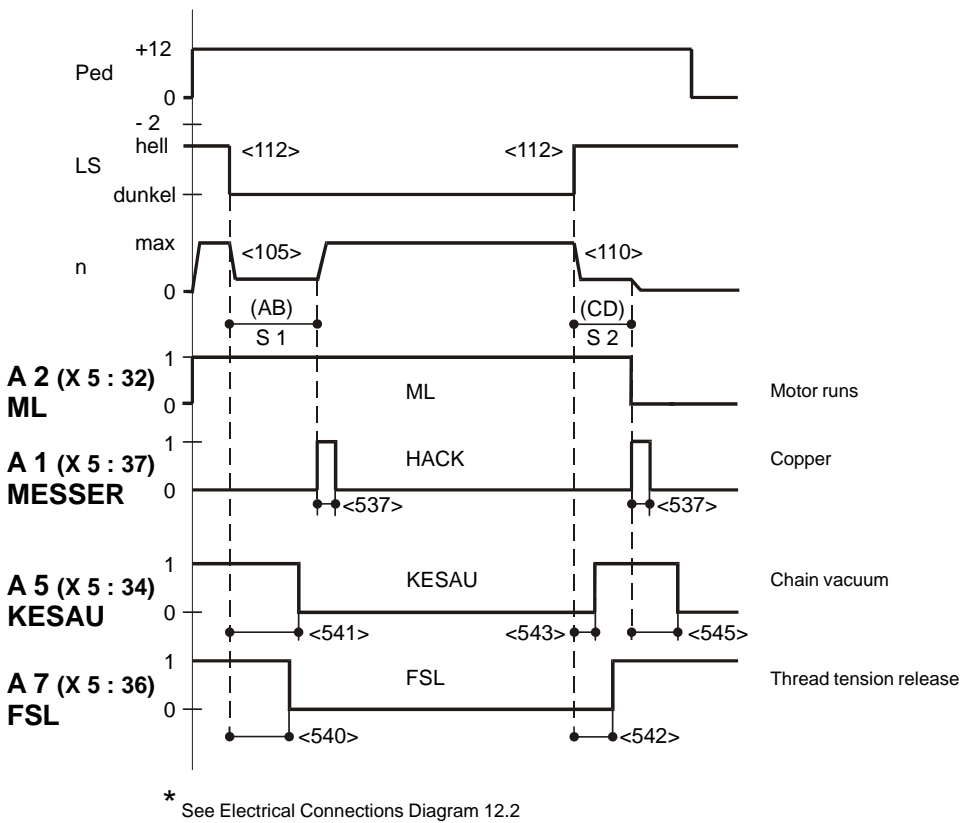 +12
Ped
0
- 2
hell
<112>
<112>
LS
dunkel
max
<105>
<110>
n
0
(AB)
(CD)
S 1
S 2
1
A 2 (X 5 : 32)
ML
Motor runs
ML
0
1
A 1 (X 5 : 37)
HACK
Copper
MESSER
0
<537>
<537>
1
A 5 (X 5 : 34)
KESAU
Chain vacuum
KESAU
0
<541>
<543>
<545>
1
A 7 (X 5 : 36)
FSL
Thread tension release
FSL
0
<540>
<542>
* See Electrical Connections Diagram 12.2